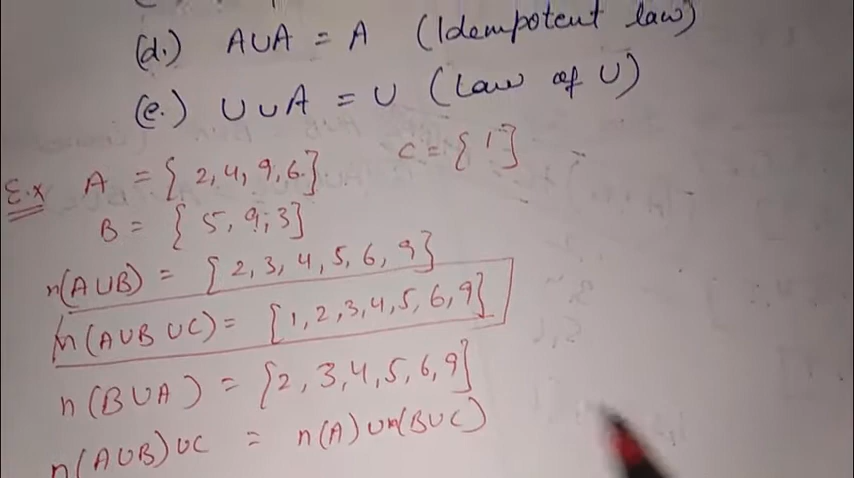 (d.) A∪A = A (Idempotent law)
(e.) U∪A = U (Law of U)
E.x A = {2,4,9,6.} C = {1}
B = {5,9,3}
n(A∪B) = {2,3,4,5,6,9}
n(A∪B∪C) = {1,2,3,4,5,6,9}
n(B∪A) = {2,3,4,5,6,9}
n(A∪B)∪C = n(A)∪n(B∪C)